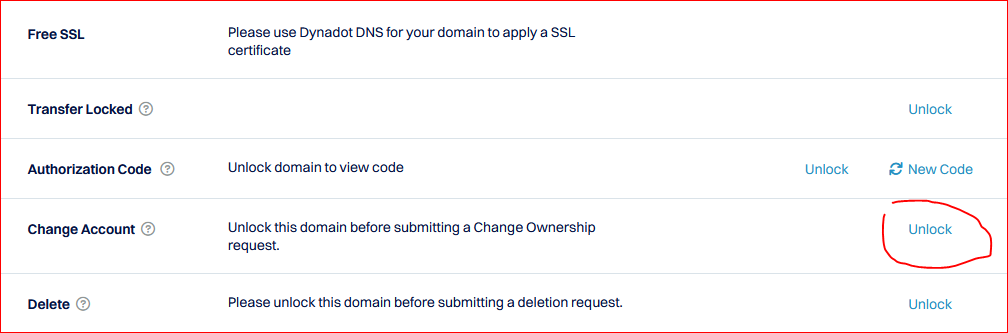 Free SSL
Please use Dynadot DNS for your domain to apply a SSL
certificate
Transfer Locked ?
Unlock
Authorization Code ?
Unlock domain to view code
Unlock
New Code
Change Account ?
Unlock this domain before submitting a Change Ownership
request.
Unlock
Delete ?
Please unlock this domain before submitting a deletion request.
Unlock